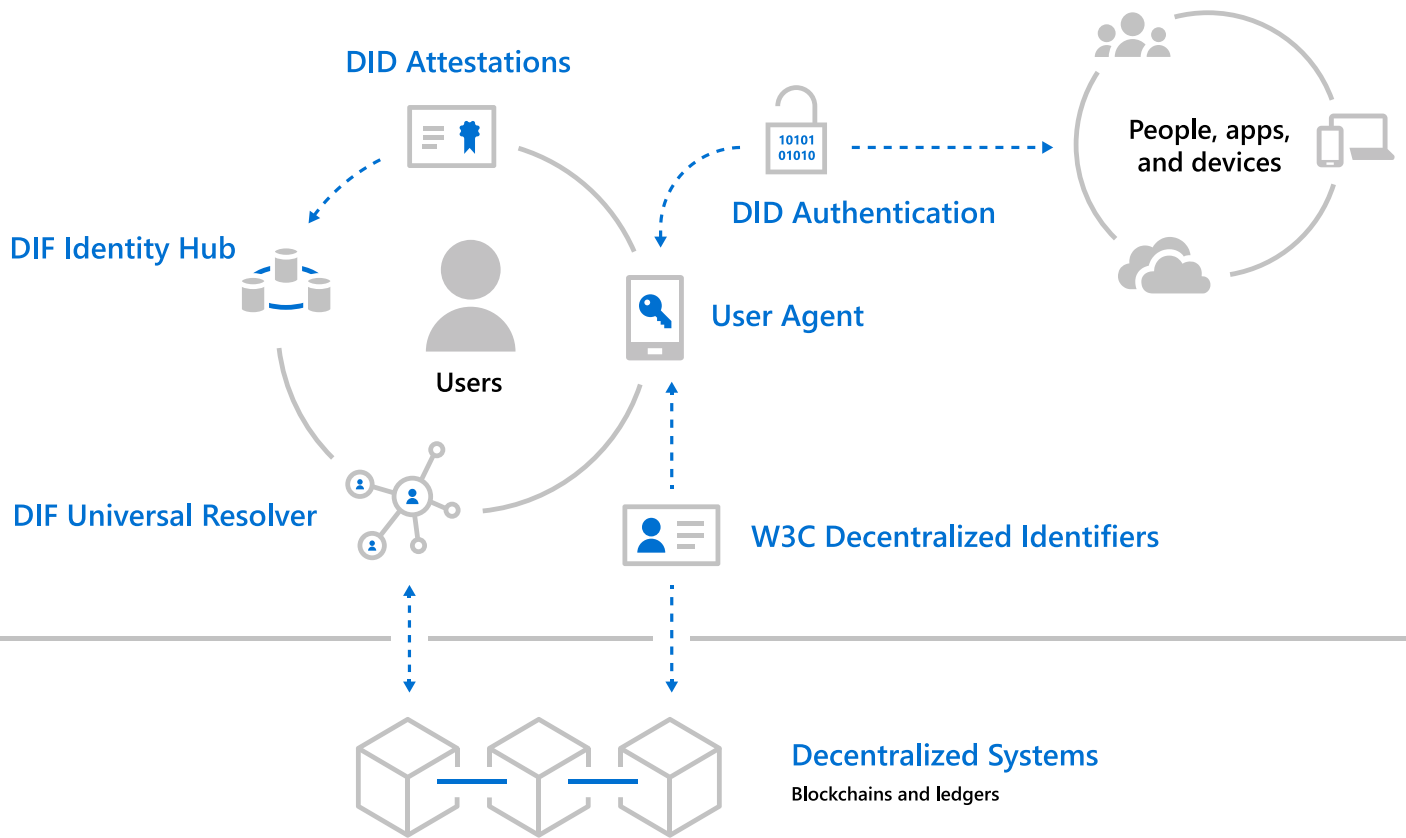 DID Attestations
10101
01010
People, apps,
and devices
DID Authentication
DIF Identity Hub
User Agent
Users
DIF Universal Resolver
W3C Decentralized Identifiers
Decentralized Systems
Blockchains and ledgers